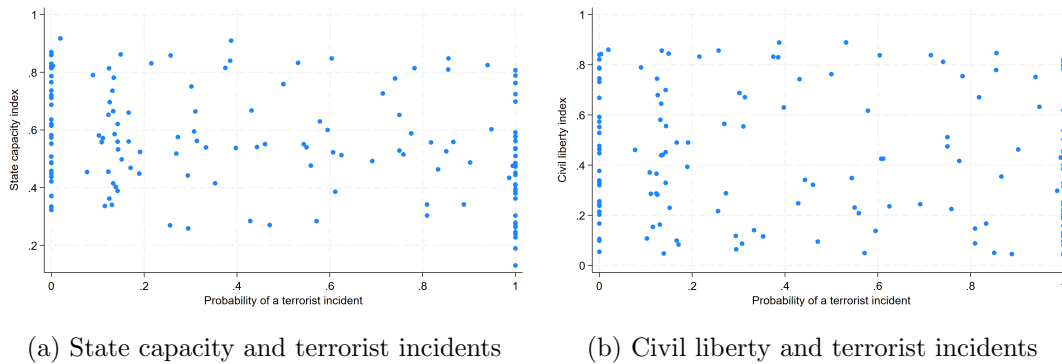 1
.8
.6
.4
.2
State capacity index
0 .2 .4 .6 .8 1
Probability of a terrorist incident
(a) State capacity and terrorist incidents
1
.8
.6
.4
.2
0
Civil liberty index
0 .2 .4 .6 .8
Probability of a terrorist incident
(b) Civil liberty and terrorist incidents